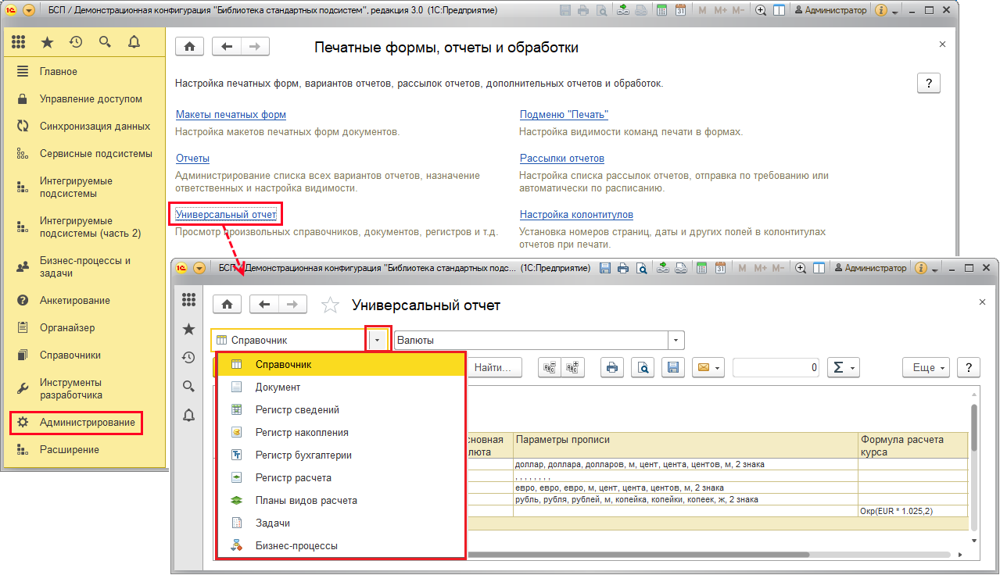 БСП / Демонстрационная конфигурация "Библиотека стандартных подсистем", редакция 3.0 (1С:Предприятие)
M M+ M- Администратор
Печатные формы, отчеты и обработки
Настройка печатных форм, вариантов отчетов, рассылок отчетов, дополнительных отчетов и обработок.
?
Главное
Управление доступом
Синхронизация данных
Сервисные подсистемы
Интегрируемые
подсистемы
Интегрируемые
подсистемы (часть 2)
Бизнес-процессы и
задачи
Анкетирование
Органайзер
Справочники
Инструменты
разработчика
Администрирование
Расширение
Макеты печатных форм
Настройка макетов печатных форм документов.
Отчеты
Администрирование списка всех вариантов отчетов, назначение
ответственных и настройка видимости.
Универсальный отчет
Просмотр произвольных справочников, документов, регистров и т.д.
Подменю "Печать"
Настройка видимости команд печати в формах.
Рассылки отчетов
Настройка списка рассылок отчетов, отправка по требованию или
автоматически по расписанию.
Настройка колонтитулов
Установка номеров страниц, даты и других полей в колонтитулах
отчетов при печати.
БСП / Демонстрационная конфигурация "Библиотека стандартных подс... (1С:Предприятие)
M M+ M- Администратор
Универсальный отчет
Справочник
Валюты
Найти...
0
Σ
Еще
?
Справочник
Документ
Регистр сведений
Регистр накопления
Регистр бухгалтерии
Регистр расчета
Планы видов расчета
Задачи
Бизнес-процессы
сновная
люта
Параметры прописи
Формула расчета
курса
доллар, доллара, долларов, м, цент, цента, центов, м, 2 знака
, , , , , , , ,
евро, евро, евро, м, цент, цента, центов, м, 2 знака
рубль, рубля, рублей, м, копейка, копейки, копеек, ж, 2 знака
Окр(EUR * 1.025,2)